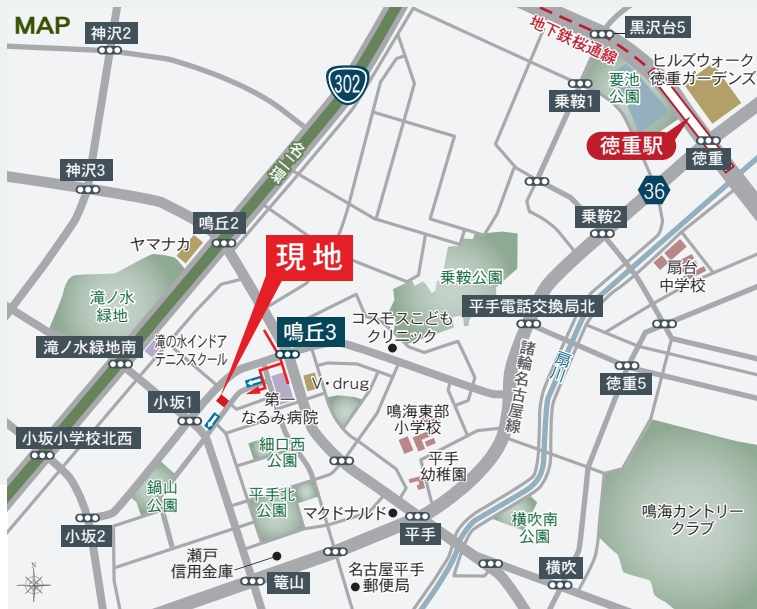 MAP
神沢2
302
黒沢台5
地下鉄桜通線
ヒルズウォーク
徳重ガーデンズ
要池
公園
乗鞍1
徳重駅
徳重
名二環
神沢3
36
鳴丘2
乗鞍2
ヤマナカ
現地
扇台
中学校
乗鞍公園
滝ノ水
緑地
平手電話交換局北
コスモスこども
クリニック
鳴丘3
滝の水インドア
テニススクール
滝ノ水緑地南
諸輪名古屋線
扇川
徳重5
V・drug
小坂1
第一
なるみ病院
鳴海東部
小学校
小坂小学校北西
細口西
公園
平手
幼稚園
鍋山
公園
平手北
公園
マクドナルド
鳴海カントリー
クラブ
横吹南
公園
小坂2
平手
瀬戸
信用金庫
名古屋平手
郵便局
横吹
篭山
N